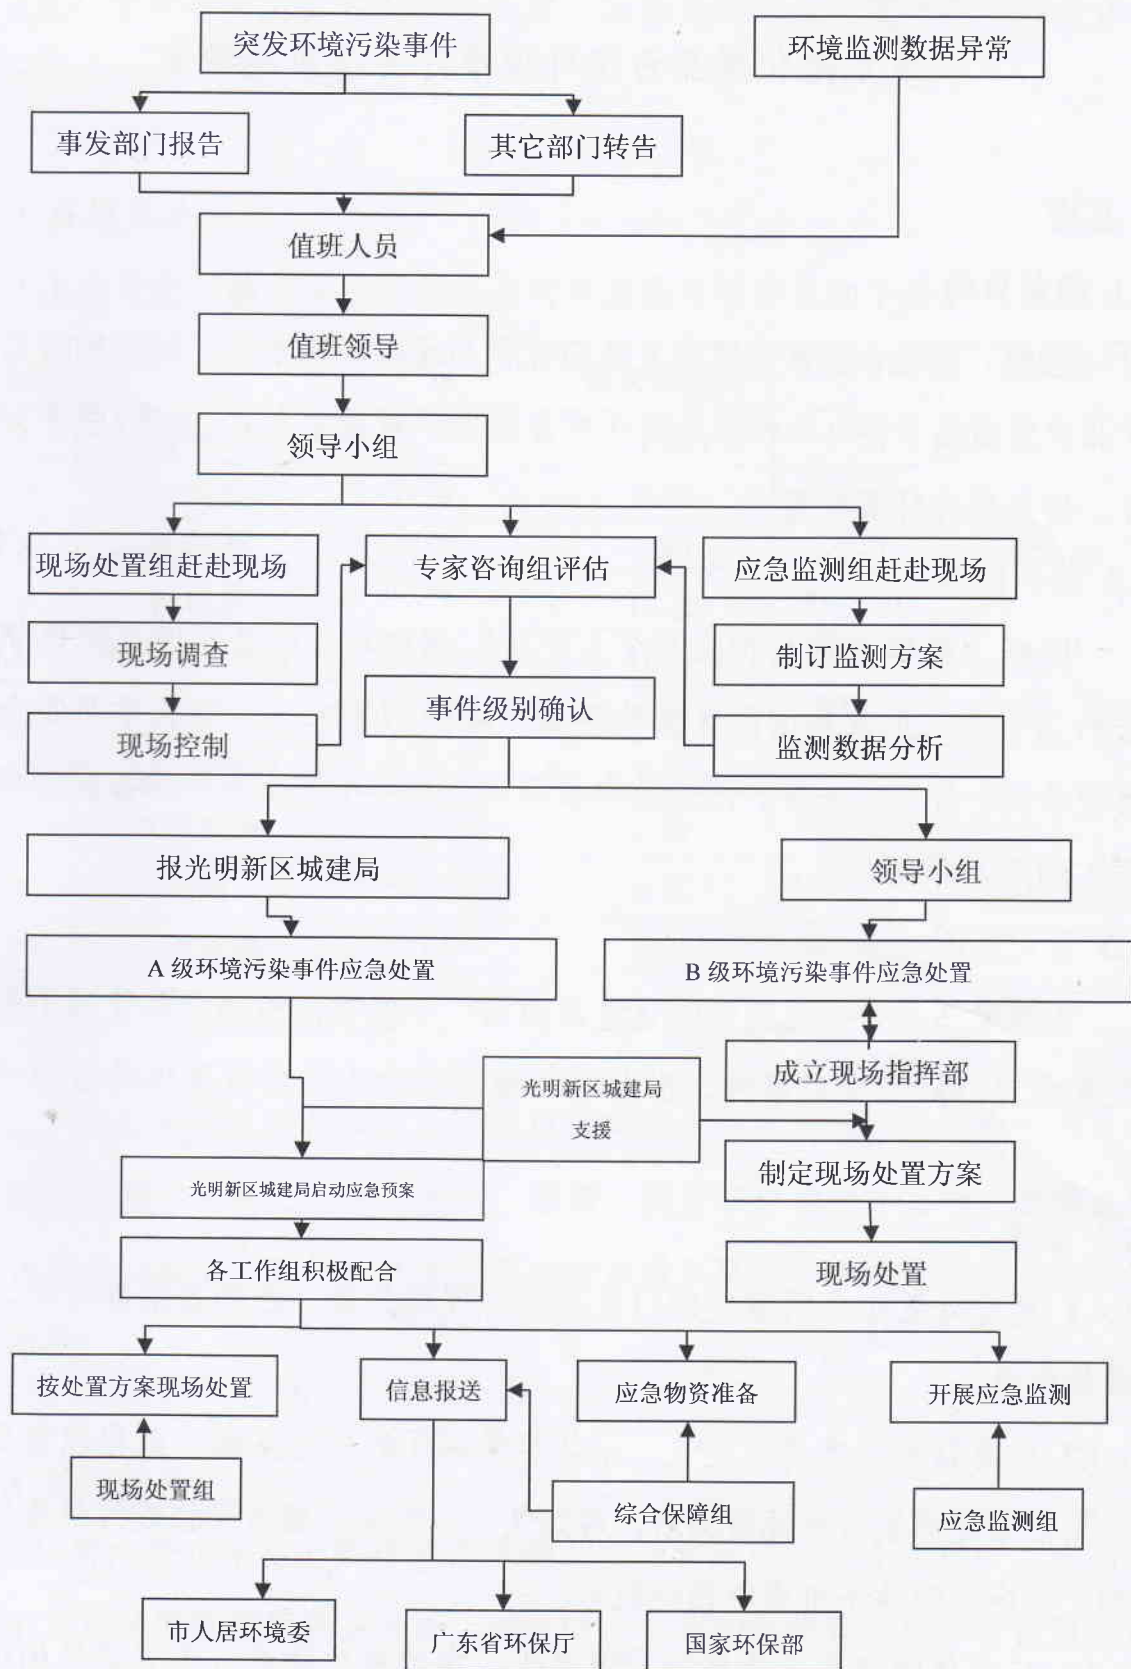 突发环境污染事件
环境监测数据异常
事发部门报告
其它部门转告
值班人员
值班领导
领导小组
现场处置组赶赴现场
专家咨询组评估
应急监测组赶赴现场
现场调查
制订监测方案
事件级别确认
现场控制
监测数据分析
报光明新区城建局
领导小组
A 级环境污染事件应急处置
B 级环境污染事件应急处置
成立现场指挥部
光明新区城建局
支援
制定现场处置方案
光明新区城建局启动应急预案
各工作组积极配合
现场处置
按处置方案现场处置
信息报送
应急物资准备
开展应急监测
现场处置组
综合保障组
应急监测组
市人居环境委
广东省环保厅
国家环保部